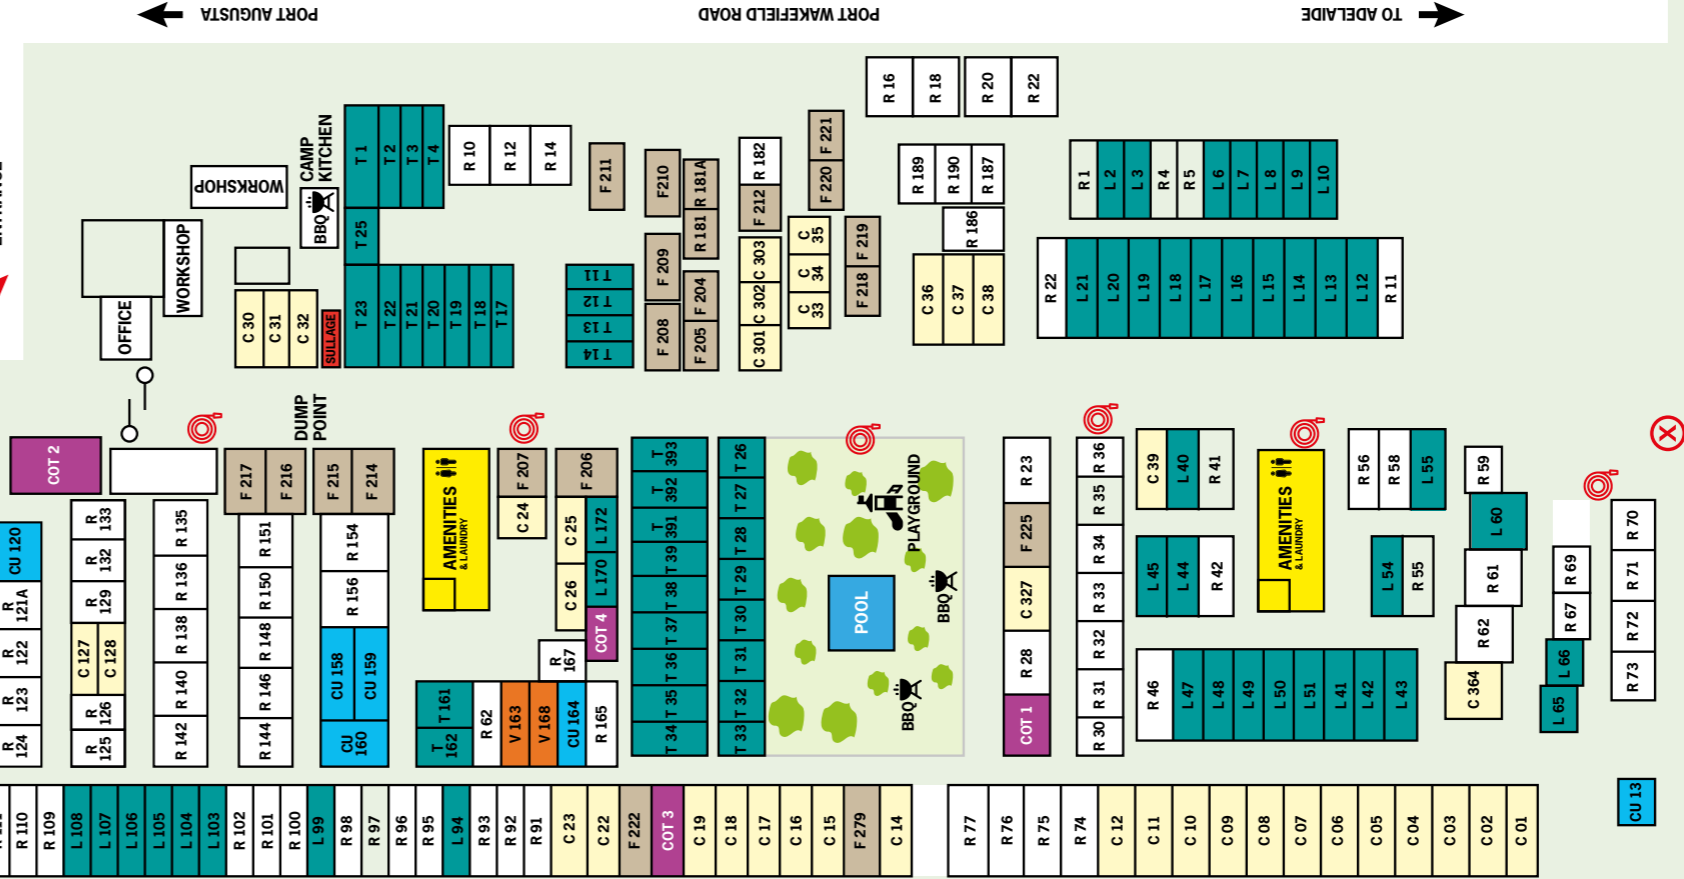 PORT AUGUSTA
PORT WAKEFIELD ROAD
TO ADELAIDE
R 16
R 18
R 20
R 22
WORKSHOP
CAMP
KITCHEN
BBQ
T 1
T 2
T 3
T 4
T 25
R 10
R 12
R 14
F 211
F210
R 181A
R 181
R 182
F 212
F 221
F 220
R 189
R 190
R 187
R 186
R1
L 2
L 3
R4
R 5
L 6
L 7
L 8
L 9
L 10
WORKSHOP
OFFICE
C 30
C 31
C 32
SULLAGE
T 23
T 22
T 21
T 20
T 19
T 18
T 17
T 11
T 12
T 13
T 14
F 209
F 208
F 204
F 205
C 303
C 302
C 301
C
35
C
34
C
33
F 219
F 218
C 36
C 37
C 38
R 22
L 21
L 20
L 19
L 18
L 17
L 16
L 15
L 14
L 13
L 12
R 11
DUMP
POINT
COT 2
F 217
F 216
F 215
F 214
AMENITIES
& LAUNDRY
F 207
C 24
F 206
C 25
L 172
C 26
L 170
COT 4
R
167
T
393
T
392
T
391
T 39
T 38
T 37
T 36
T 35
T 34
T 26
T 27
T 28
T 29
T 30
T 31
T 32
T 33
PLAYGROUND
POOL
BBQ
BBQ
R 23
F 225
C 327
R 28
COT 1
R 36
R 35
R 34
R 33
R 32
R 31
R 30
C 39
L 40
R 41
L 45
L 44
R 42
AMENITIES
& LAUNDRY
R 56
R 58
L 55
L 54
R 55
R 59
L 60
R 61
R 62
C 364
R 69
R 67
L 66
L 65
R 70
R 71
R 72
R 73
X
CU 120
R
121A
R
122
R
123
R
124
R
133
R
132
R
129
C 127
C 128
R
126
R
125
R 135
R 136
R 138
R 140
R 142
R 151
R 150
R 148
R 146
R 144
R 154
R 156
CU 158
CU 159
CU
160
T 161
T
162
R 62
V 163
V 168
CU 164
R 165
R 46
L 47
L 48
L 49
L 50
L 51
L 41
L 42
L 43
R 110
R 109
L 108
L 107
L 106
L 105
L 104
L 103
R 102
R 101
R 100
L 99
R 98
R 97
R 96
R 95
L 94
R 93
R 92
R 91
C 23
C 22
F 222
COT 3
C 19
C 18
C 17
C 16
C 15
F 279
C 14
R 77
R 76
R 75
R 74
C 12
C 11
C 10
C 09
C 08
C 07
C 06
C 05
C 04
C 03
C 02
C 01
CU 13